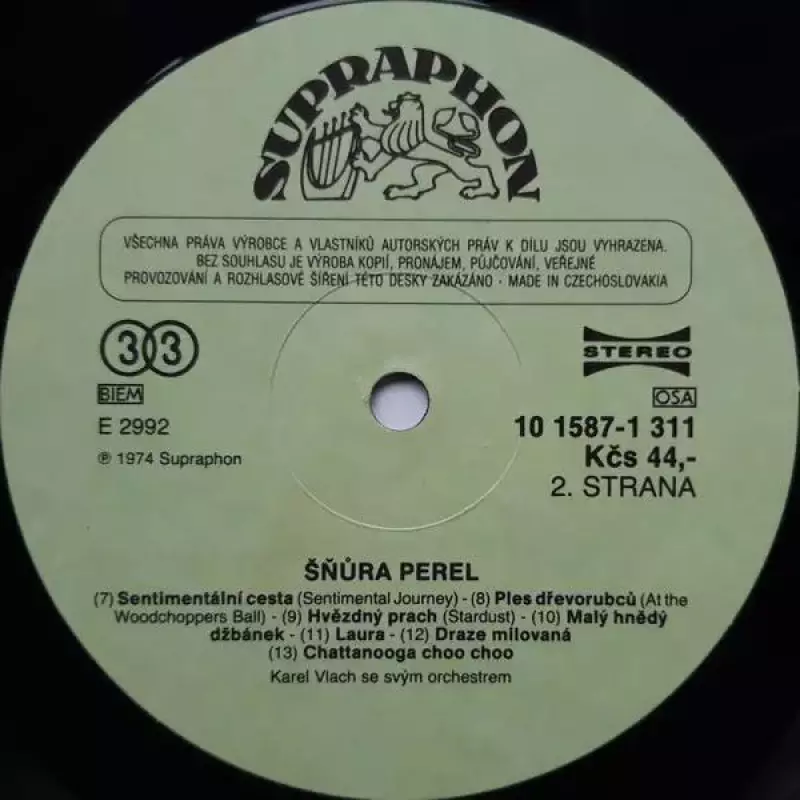 SUPRAPHON
VŠECHNA PRÁVA VÝROBCE A VLASTNÍKŮ AUTORSKÝCH PRÁV K DÍLU JSOU VYHRAZENA.
BEZ SOUHLASU JE VÝROBA KOPIÍ, PRONÁJEM, PŮJČOVÁNÍ, VEŘEJNÉ
PROVOZOVÁNÍ A ROZHLASOVÉ ŠÍŘENÍ TÉTO DESKY ZAKÁZÁNO · MADE IN CZECHOSLOVAKIA
33
STEREO
BIEM
OSA
E 2992
10 1587-1 311
℗ 1974 Supraphon
Kčs 44,-
2. STRANA
ŠŇŮRA PEREL
(7) Sentimentální cesta (Sentimental Journey) - (8) Ples dřevorubců (At the
Woodchoppers Ball) - (9) Hvězdný prach (Stardust) - (10) Malý hnědý
džbánek - (11) Laura - (12) Draze milovaná
(13) Chattanooga choo choo
Karel Vlach se svým orchestrem